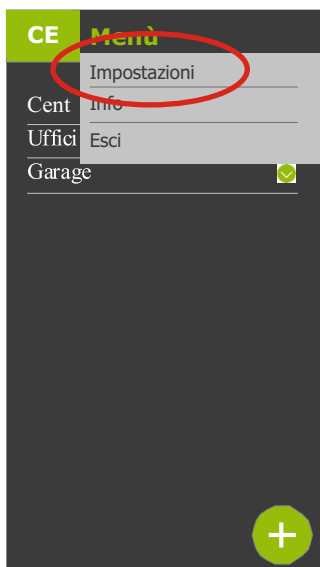 CE Menù
Impostazioni
Cent Info
Uffici Esci
Garage
+